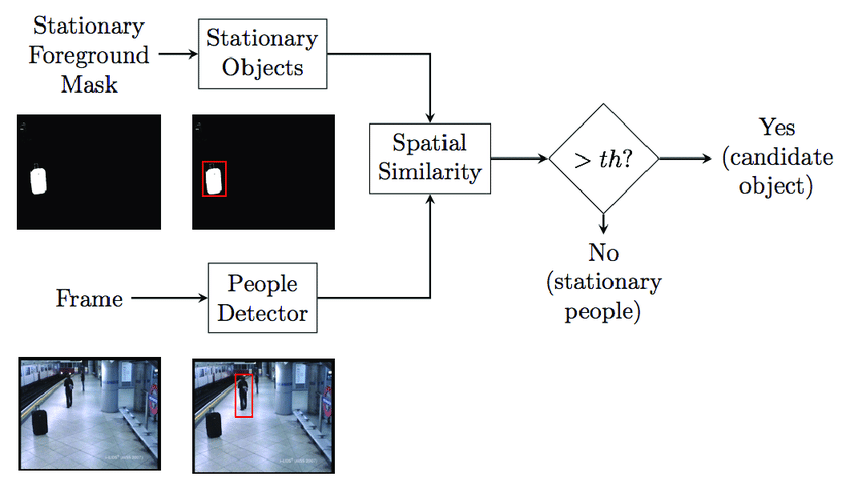 Stationary
Foreground
Mask
Stationary
Objects
Spatial
Similarity
> th?
Yes
(candidate
object)
No
(stationary
people)
Frame
People
Detector